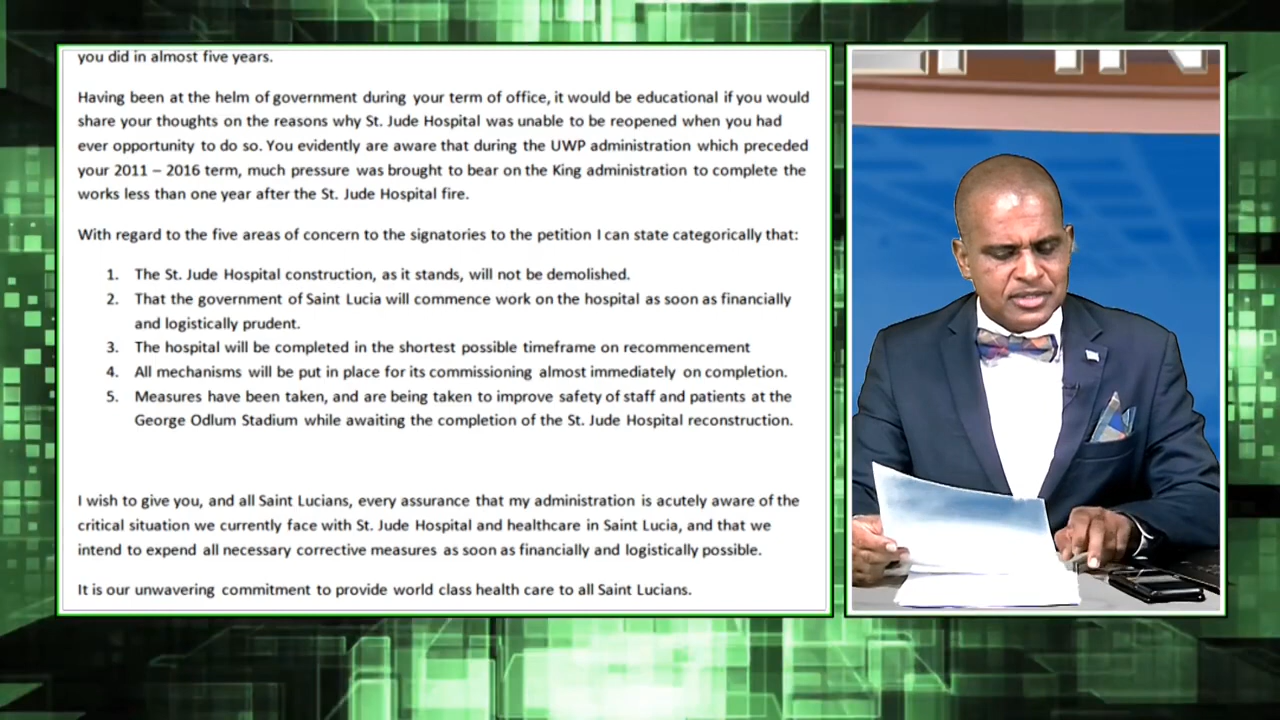 you did in almost five years.
Having been at the helm of government during your term of office, it would be educational if you would
share your thoughts on the reasons why St. Jude Hospital was unable to be reopened when you had
ever opportunity to do so. You evidently are aware that during the UWP administration which preceded
your 2011 – 2016 term, much pressure was brought to bear on the King administration to complete the
works less than one year after the St. Jude Hospital fire.
With regard to the five areas of concern to the signatories to the petition I can state categorically that:
1. The St. Jude Hospital construction, as it stands, will not be demolished.
2. That the government of Saint Lucia will commence work on the hospital as soon as financially
and logistically prudent.
3. The hospital will be completed in the shortest possible timeframe on recommencement
4. All mechanisms will be put in place for its commissioning almost immediately on completion.
5. Measures have been taken, and are being taken to improve safety of staff and patients at the
George Odlum Stadium while awaiting the completion of the St. Jude Hospital reconstruction.
I wish to give you, and all Saint Lucians, every assurance that my administration is acutely aware of the
critical situation we currently face with St. Jude Hospital and healthcare in Saint Lucia, and that we
intend to expend all necessary corrective measures as soon as financially and logistically possible.
It is our unwavering commitment to provide world class health care to all Saint Lucians.